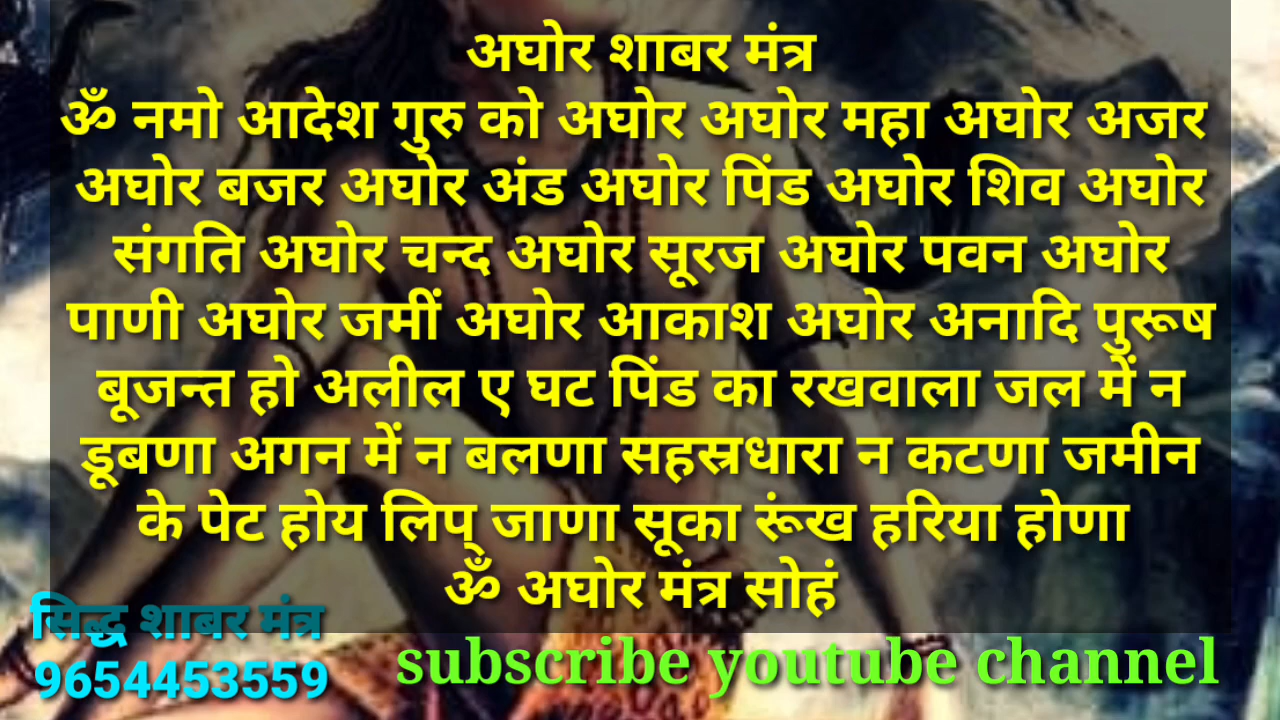 अघोर शाबर मंत्र
ॐ नमो आदेश गुरु को अघोर अघोर महा अघोर अजर
अघोर बजर अघोर अंड अघोर पिंड अघोर शिव अघोर
संगति अघोर चन्द अघोर सूरज अघोर पवन अघोर
पाणी अघोर जमीं अघोर आकाश अघोर अनादि पुरूष
बूजन्त हो अलील ए घट पिंड का रखवाला जल में न
डूबणा अगन में न बलणा सहस्रधारा न कटणा जमीन
के पेट होय लिप् जाणा सूका रूंख हरिया होणा
ॐ अघोर मंत्र सोहं
सिद्ध शाबर मंत्र
9654453559
subscribe youtube channel